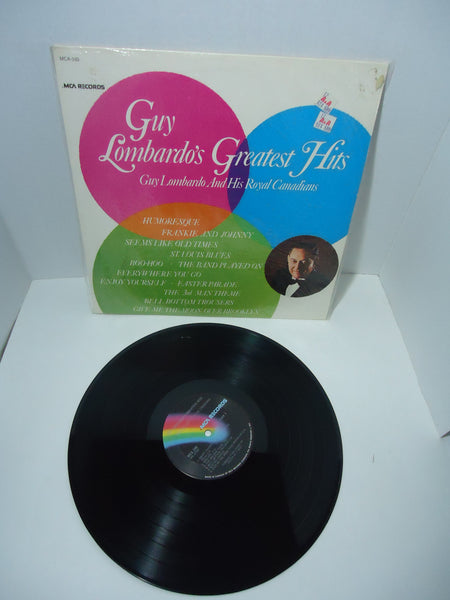 MCA-240
MCA RECORDS
Guy
Lombardo's Greatest Hits
Guy Lombardo And His Royal Canadians
HUMORESQUE
FRANKIE AND JOHNNY
SEEMS LIKE OLD TIMES
ST. LOUIS BLUES
BOO-HOO · THE BAND PLAYED ON
EVERYWHERE YOU GO
ENJOY YOURSELF · EASTER PARADE
THE 3rd MAN THEME
BELL BOTTOM TROUSERS
GIVE ME THE MOON OVER BROOKLYN
MCA RECORDS